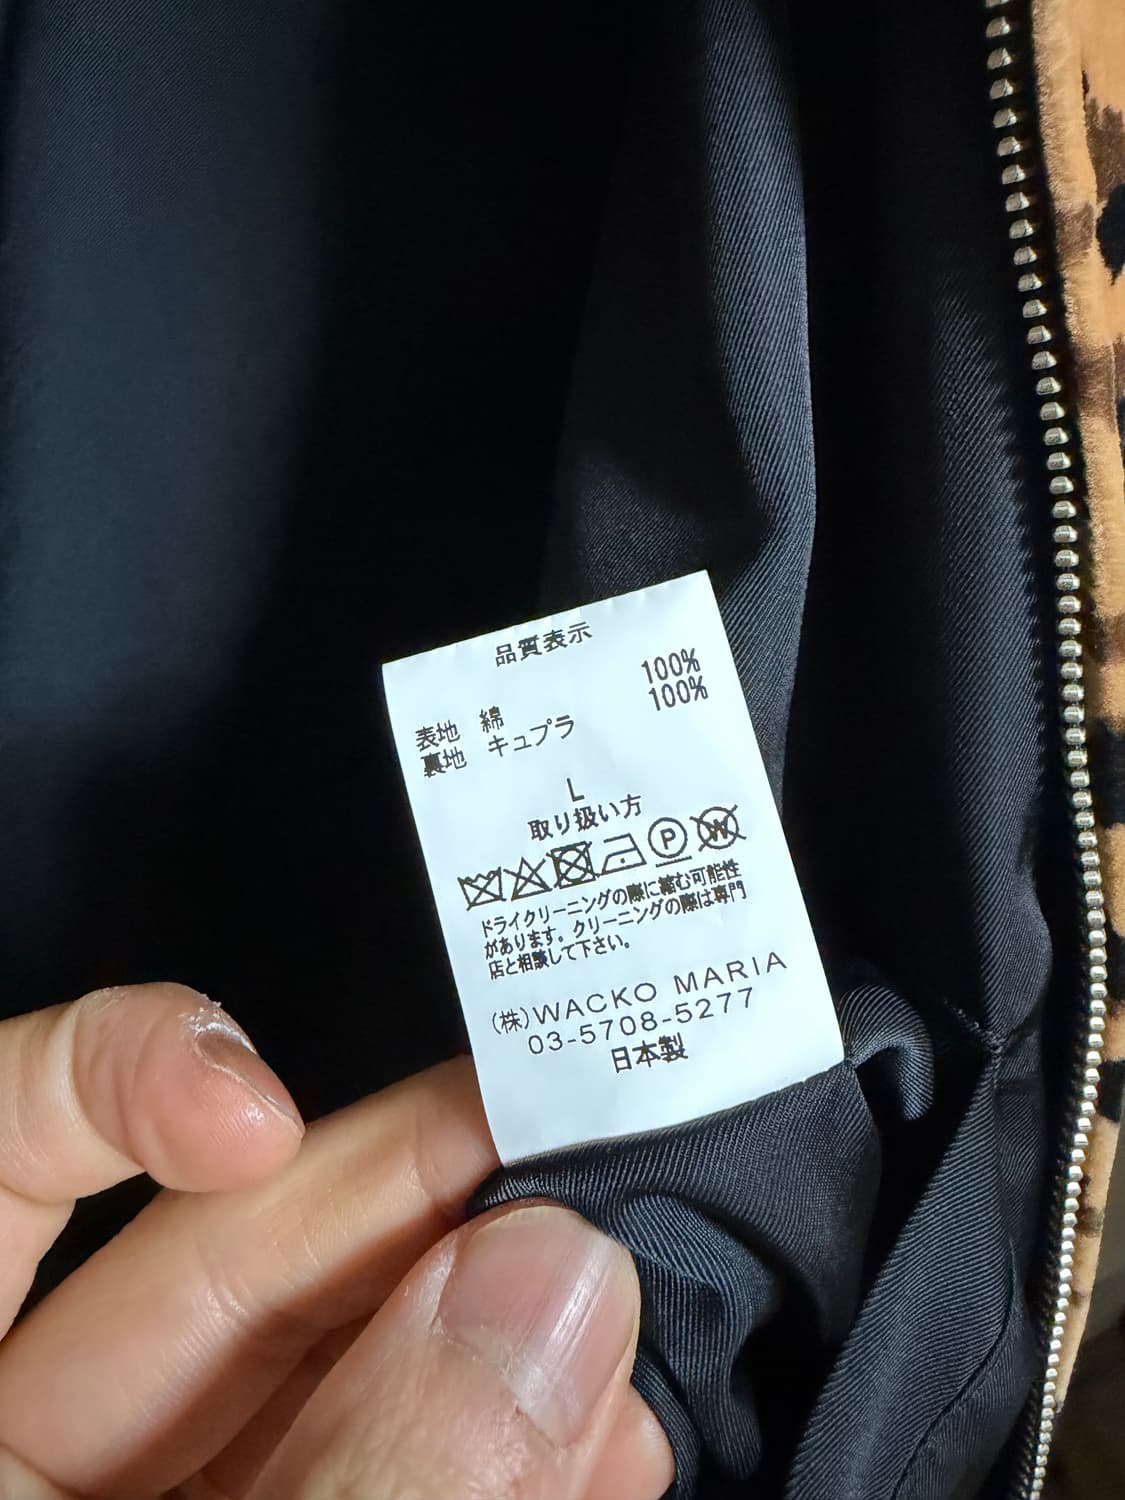 品質表示
表地 綿 100%
裏地 キュプラ 100%
L
取り扱い方
P W
ドライクリーニングの際に縮む可能性
があります。クリーニングの際は専門
店と相談して下さい。
(株)WACKO MARIA
03-5708-5277
日本製